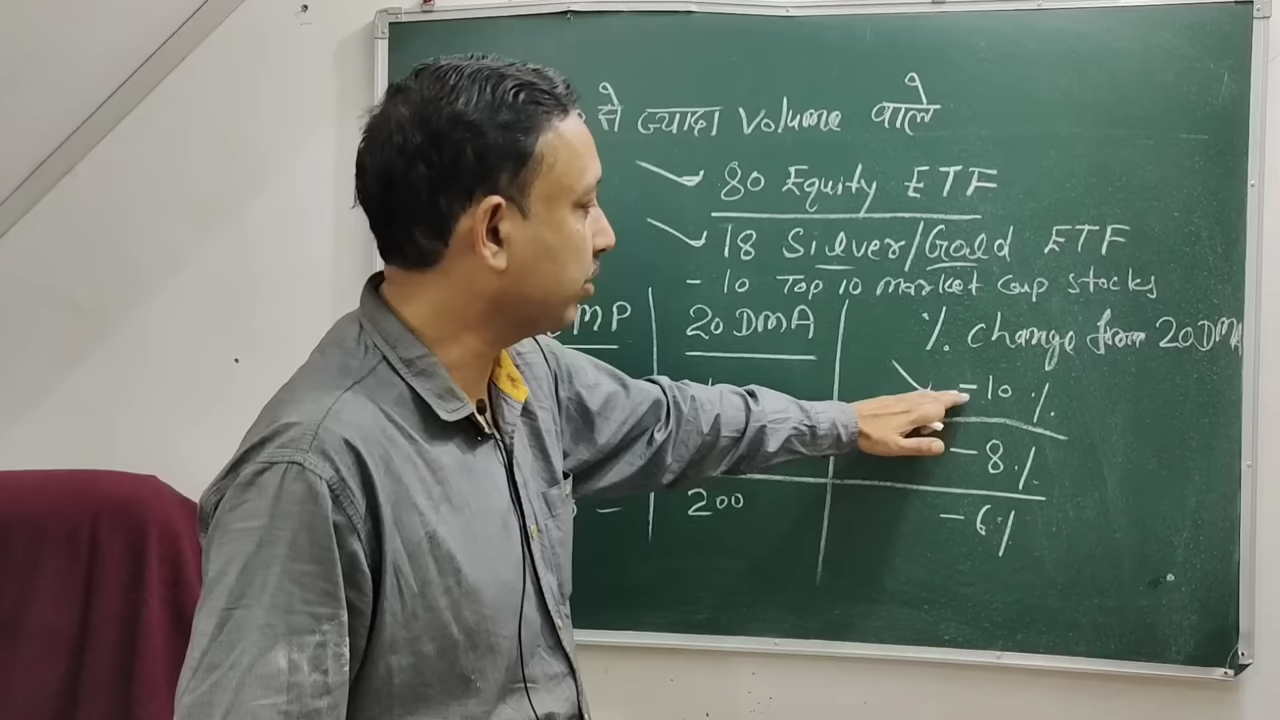 से ज्यादा Volume वाले
80 Equity ETF
18 Silver/Gold ETF
- 10 Top 10 market cap stocks
MP 20 DMA % change from 20DMA
-10 %
-8 %
200 -6 %